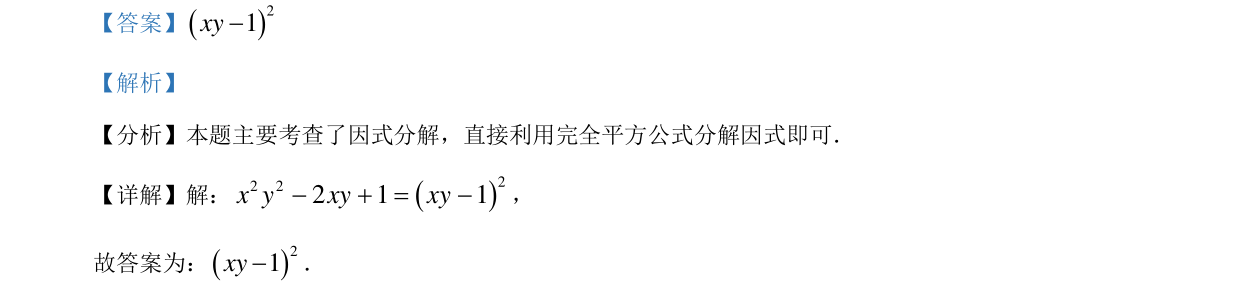 【答案】(xy−1)²
【解析】
【分析】本题主要考查了因式分解，直接利用完全平方公式分解因式即可．
【详解】解：x²y²−2xy+1=(xy−1)²，
故答案为：(xy−1)²．